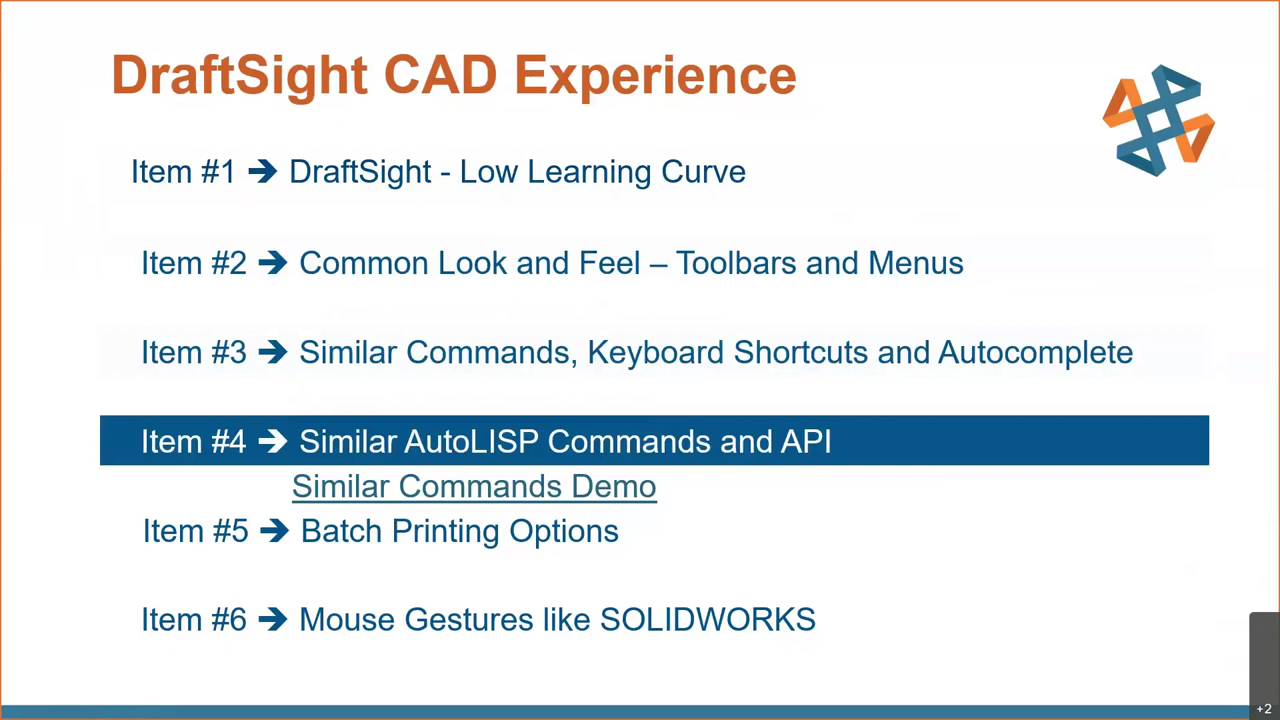 DraftSight CAD Experience
Item #1 ➔ DraftSight - Low Learning Curve
Item #2 ➔ Common Look and Feel – Toolbars and Menus
Item #3 ➔ Similar Commands, Keyboard Shortcuts and Autocomplete
Item #4 ➔ Similar AutoLISP Commands and API
Similar Commands Demo
Item #5 ➔ Batch Printing Options
Item #6 ➔ Mouse Gestures like SOLIDWORKS
+2